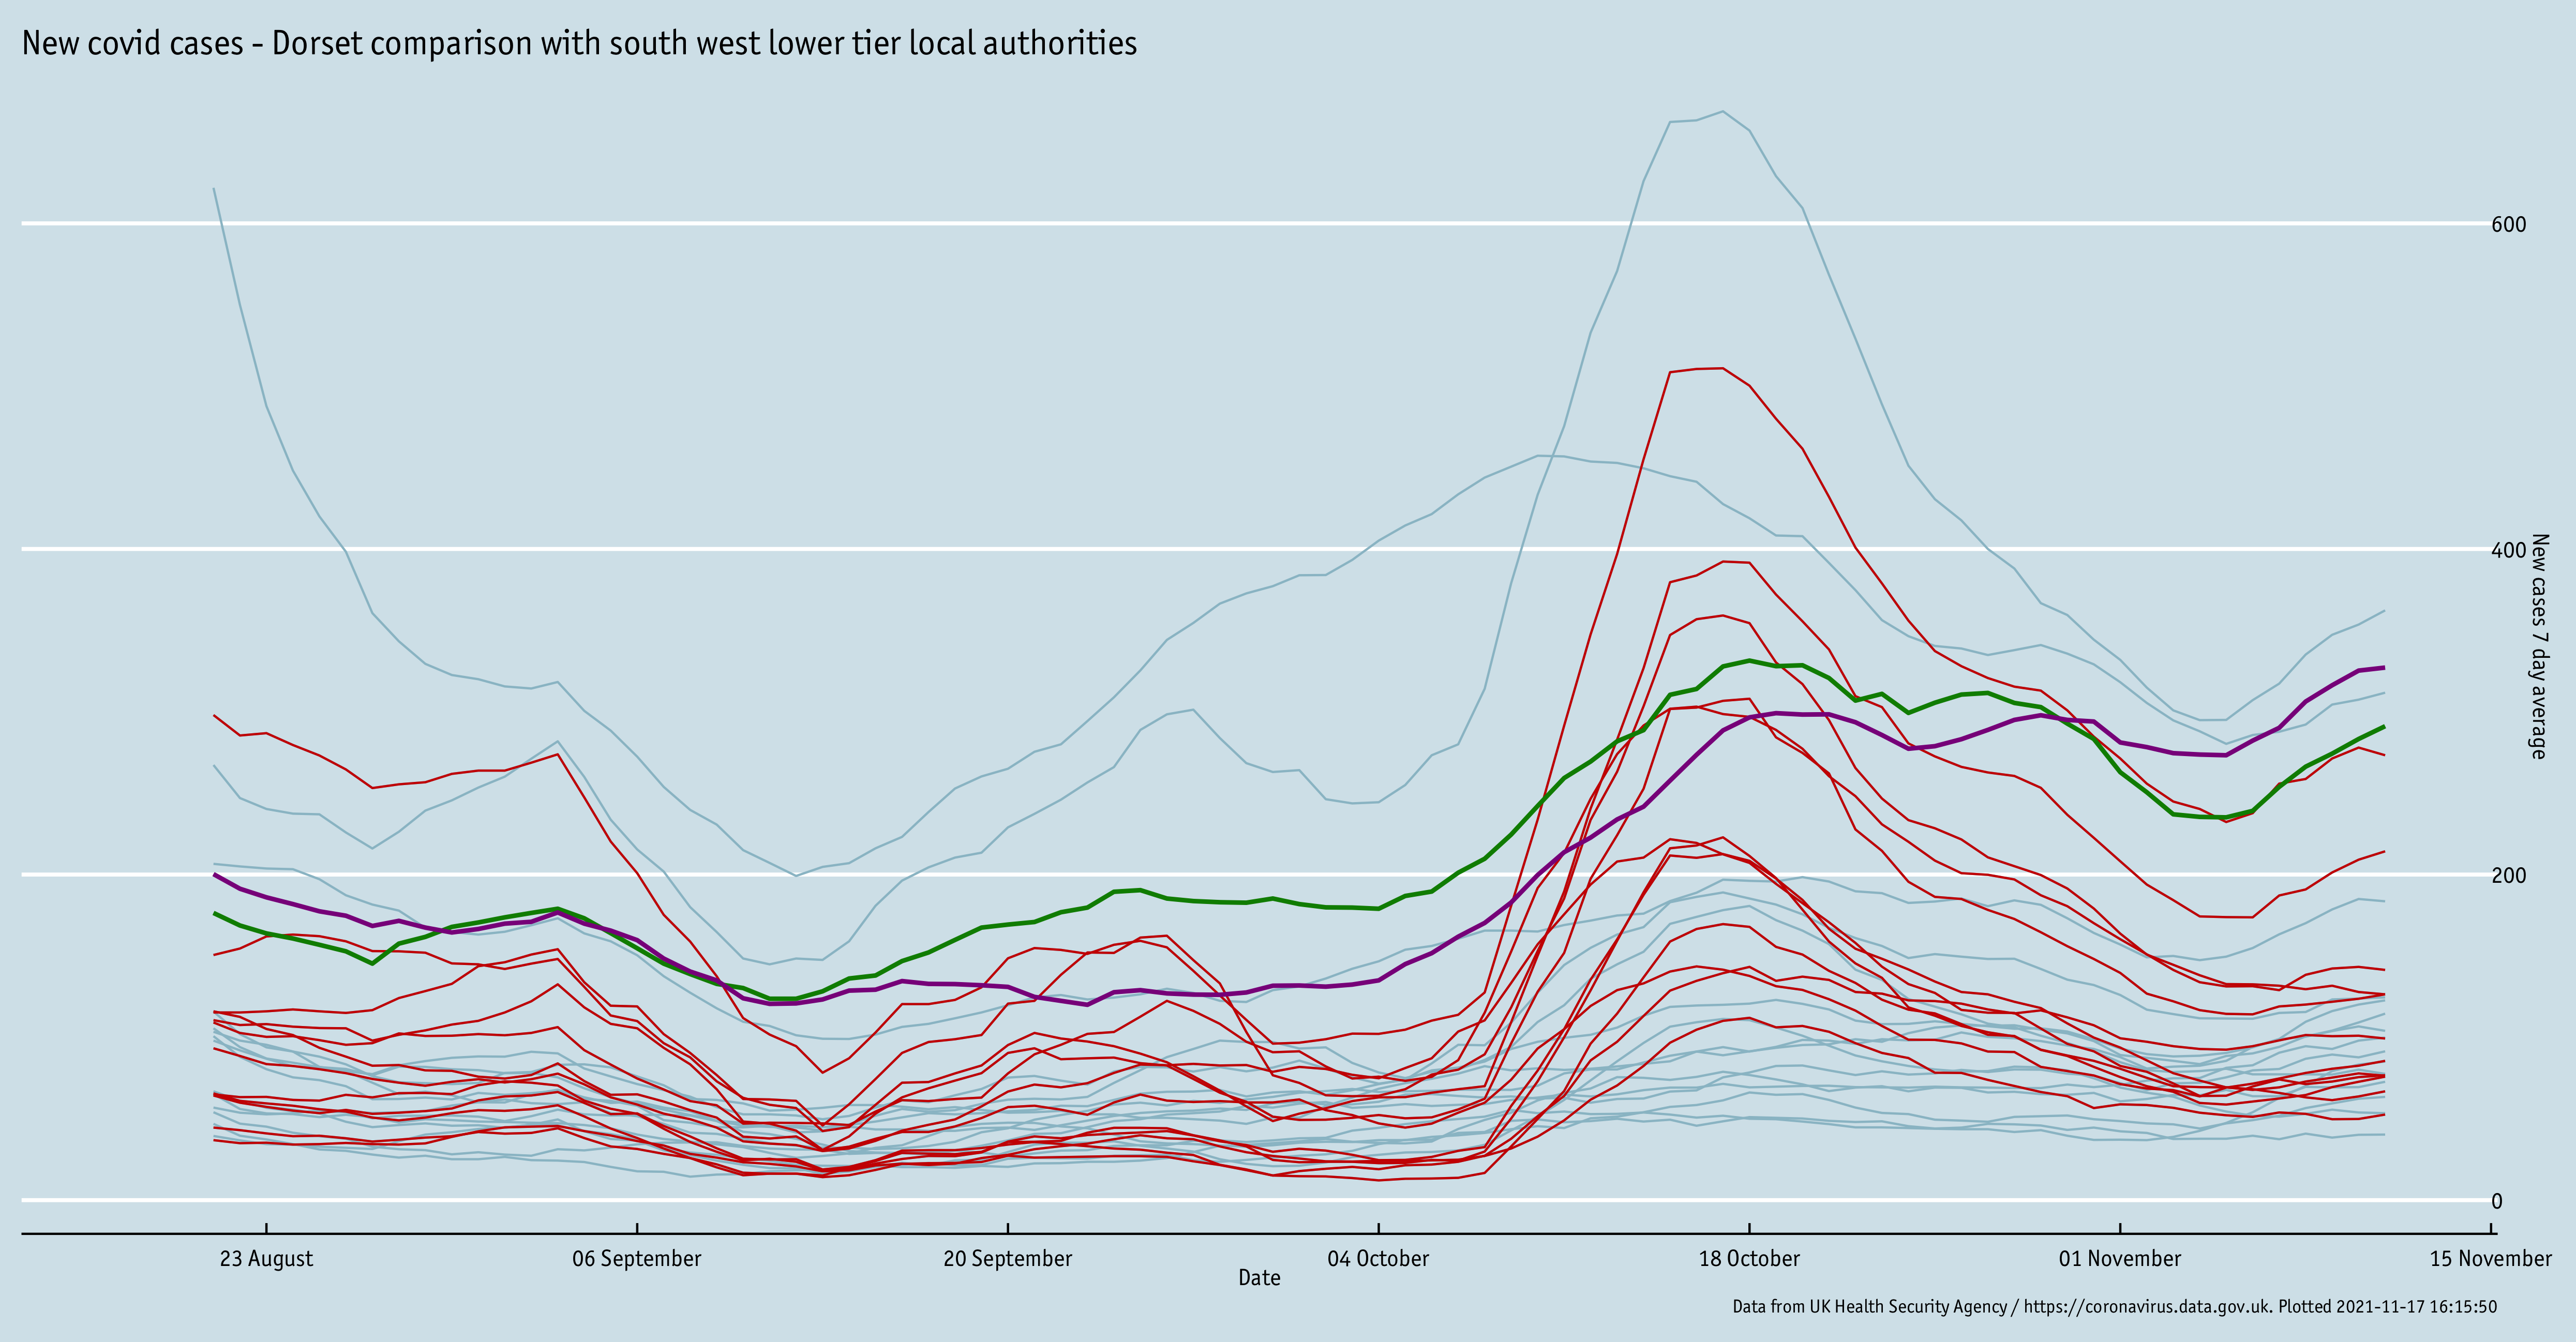 New covid cases - Dorset comparison with south west lower tier local authorities
600
400
200
0
New cases 7 day average
23 August
06 September
20 September
04 October
18 October
01 November
15 November
Date
Data from UK Health Security Agency / https://coronavirus.data.gov.uk. Plotted 2021-11-17 16:15:50